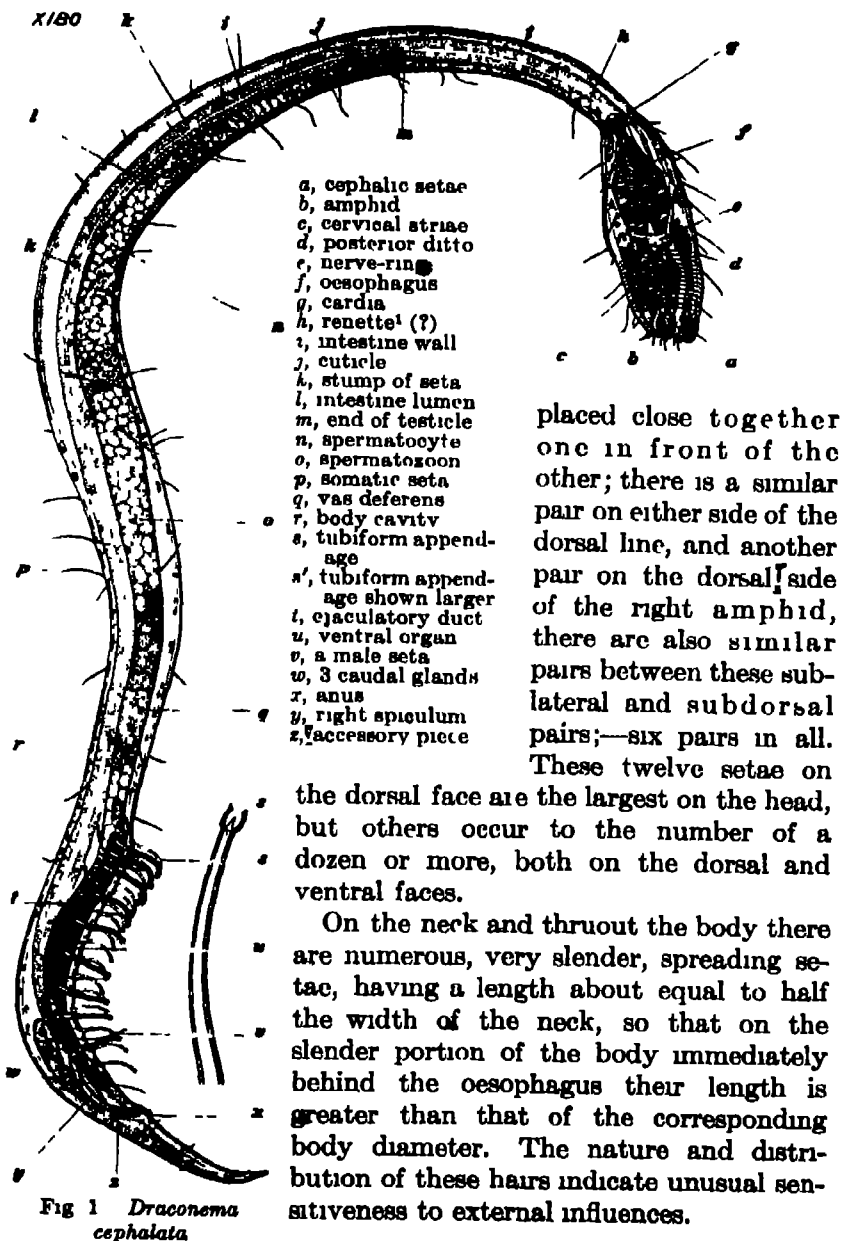 X180 k i j i h g
l
m
f
e
k
d
n
c b a
a, cephalic setae
b, amphid
c, cervical striae
d, posterior ditto
e, nerve-ring
f, oesophagus
g, cardia
h, renette¹ (?)
i, intestine wall
j, cuticle
k, stump of seta
l, intestine lumen
m, end of testicle
n, spermatocyte
o, spermatozoon
p, somatic seta
q, vas deferens
r, body cavity
s, tubiform append-
age
s', tubiform append-
age shown larger
t, ejaculatory duct
u, ventral organ
v, a male seta
w, 3 caudal glands
x, anus
y, right spiculum
z, accessory piece
o
p
q
r
s
s
t
u
v
w
x
y z
Fig 1 Draconema
cephalata
placed close together
one in front of the
other; there is a similar
pair on either side of the
dorsal line, and another
pair on the dorsal side
of the right amphid,
there are also similar
pairs between these sub-
lateral and subdorsal
pairs;—six pairs in all.
These twelve setae on
the dorsal face are the largest on the head,
but others occur to the number of a
dozen or more, both on the dorsal and
ventral faces.
On the neck and thruout the body there
are numerous, very slender, spreading se-
tae, having a length about equal to half
the width of the neck, so that on the
slender portion of the body immediately
behind the oesophagus their length is
greater than that of the corresponding
body diameter. The nature and distri-
bution of these hairs indicate unusual sen-
sitiveness to external influences.